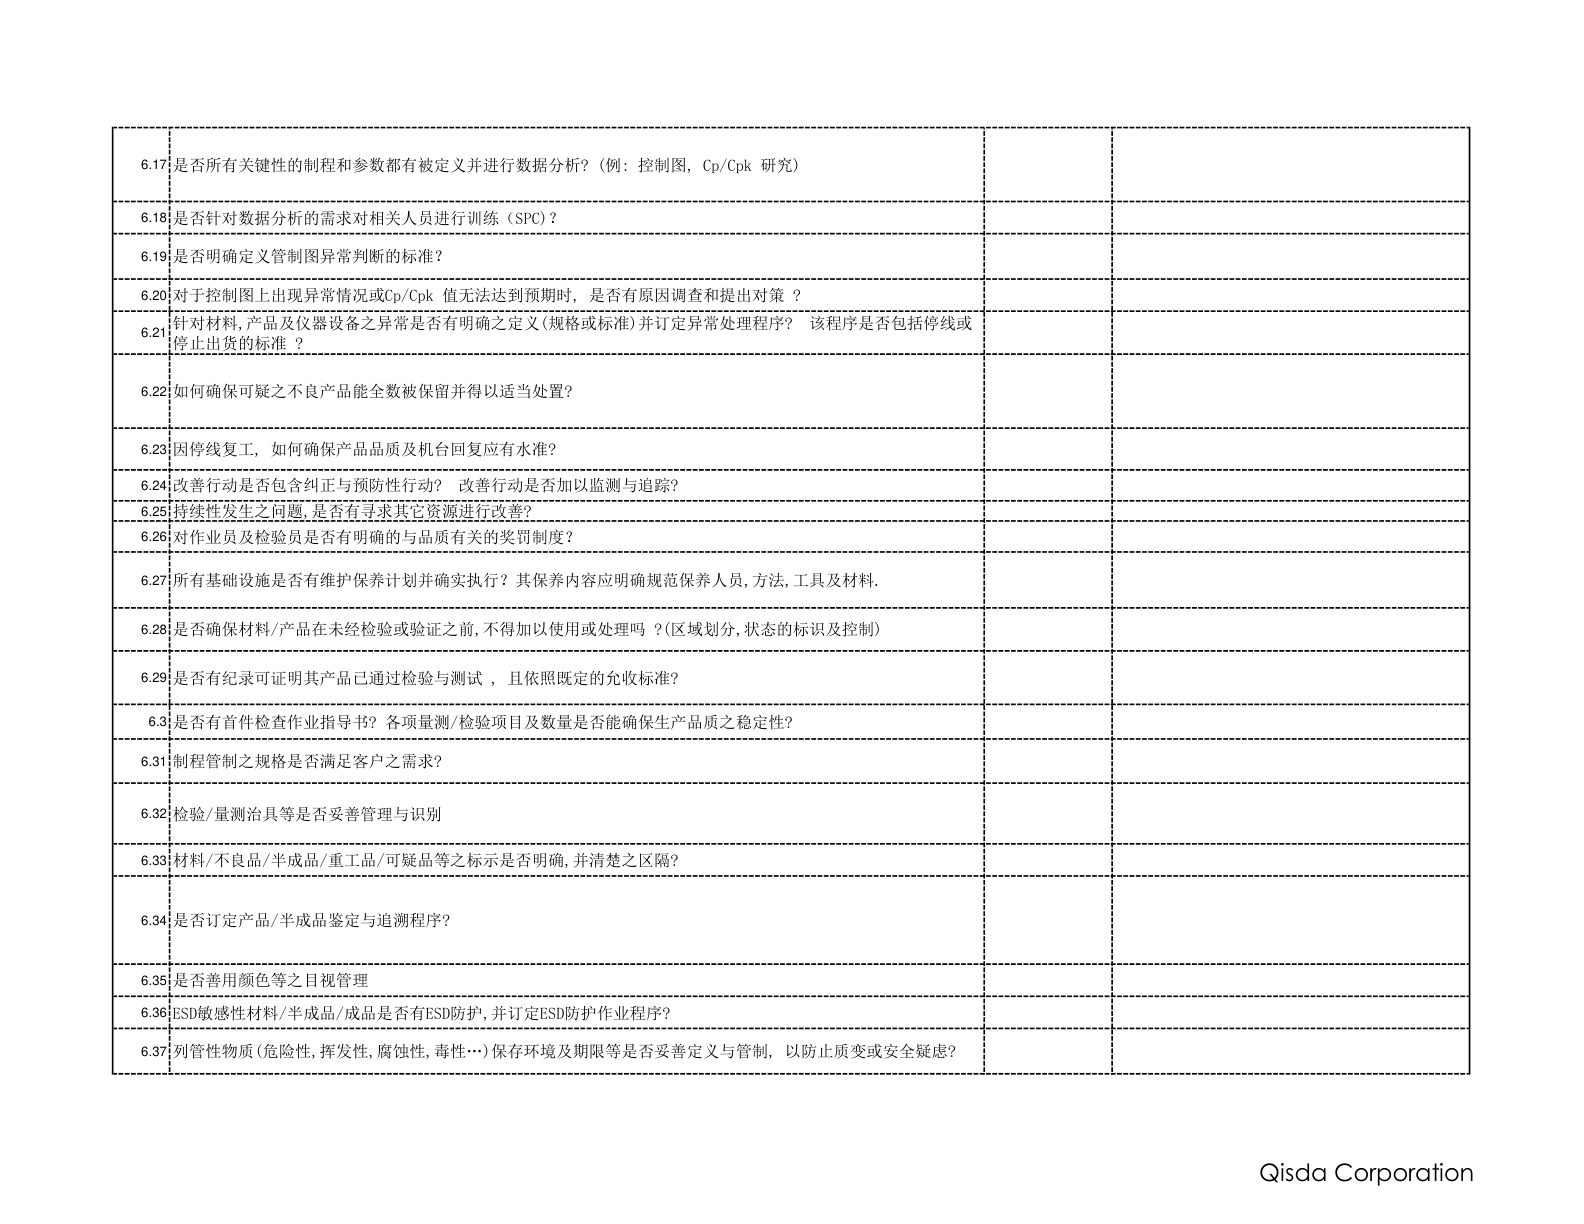 6.17 是否所有关键性的制程和参数都有被定义并进行数据分析? (例: 控制图, Cp/Cpk 研究)
6.18 是否针对数据分析的需求对相关人员进行训练（SPC)?
6.19 是否明确定义管制图异常判断的标准?
6.20 对于控制图上出现异常情况或Cp/Cpk 值无法达到预期时, 是否有原因调查和提出对策 ?
6.21 针对材料,产品及仪器设备之异常是否有明确之定义(规格或标准)并订定异常处理程序?  该程序是否包括停线或
停止出货的标准 ?
6.22 如何确保可疑之不良产品能全数被保留并得以适当处置?
6.23 因停线复工, 如何确保产品品质及机台回复应有水准?
6.24 改善行动是否包含纠正与预防性行动?  改善行动是否加以监测与追踪?
6.25 持续性发生之问题,是否有寻求其它资源进行改善?
6.26 对作业员及检验员是否有明确的与品质有关的奖罚制度?
6.27 所有基础设施是否有维护保养计划并确实执行? 其保养内容应明确规范保养人员,方法,工具及材料.
6.28 是否确保材料/产品在未经检验或验证之前,不得加以使用或处理吗 ?(区域划分,状态的标识及控制)
6.29 是否有纪录可证明其产品已通过检验与测试 , 且依照既定的允收标准?
6.3 是否有首件检查作业指导书? 各项量测/检验项目及数量是否能确保生产品质之稳定性?
6.31 制程管制之规格是否满足客户之需求?
6.32 检验/量测治具等是否妥善管理与识别
6.33 材料/不良品/半成品/重工品/可疑品等之标示是否明确,并清楚之区隔?
6.34 是否订定产品/半成品鉴定与追溯程序?
6.35 是否善用颜色等之目视管理
6.36 ESD敏感性材料/半成品/成品是否有ESD防护,并订定ESD防护作业程序?
6.37 列管性物质(危险性,挥发性,腐蚀性,毒性…)保存环境及期限等是否妥善定义与管制, 以防止质变或安全疑虑?
Qisda Corporation